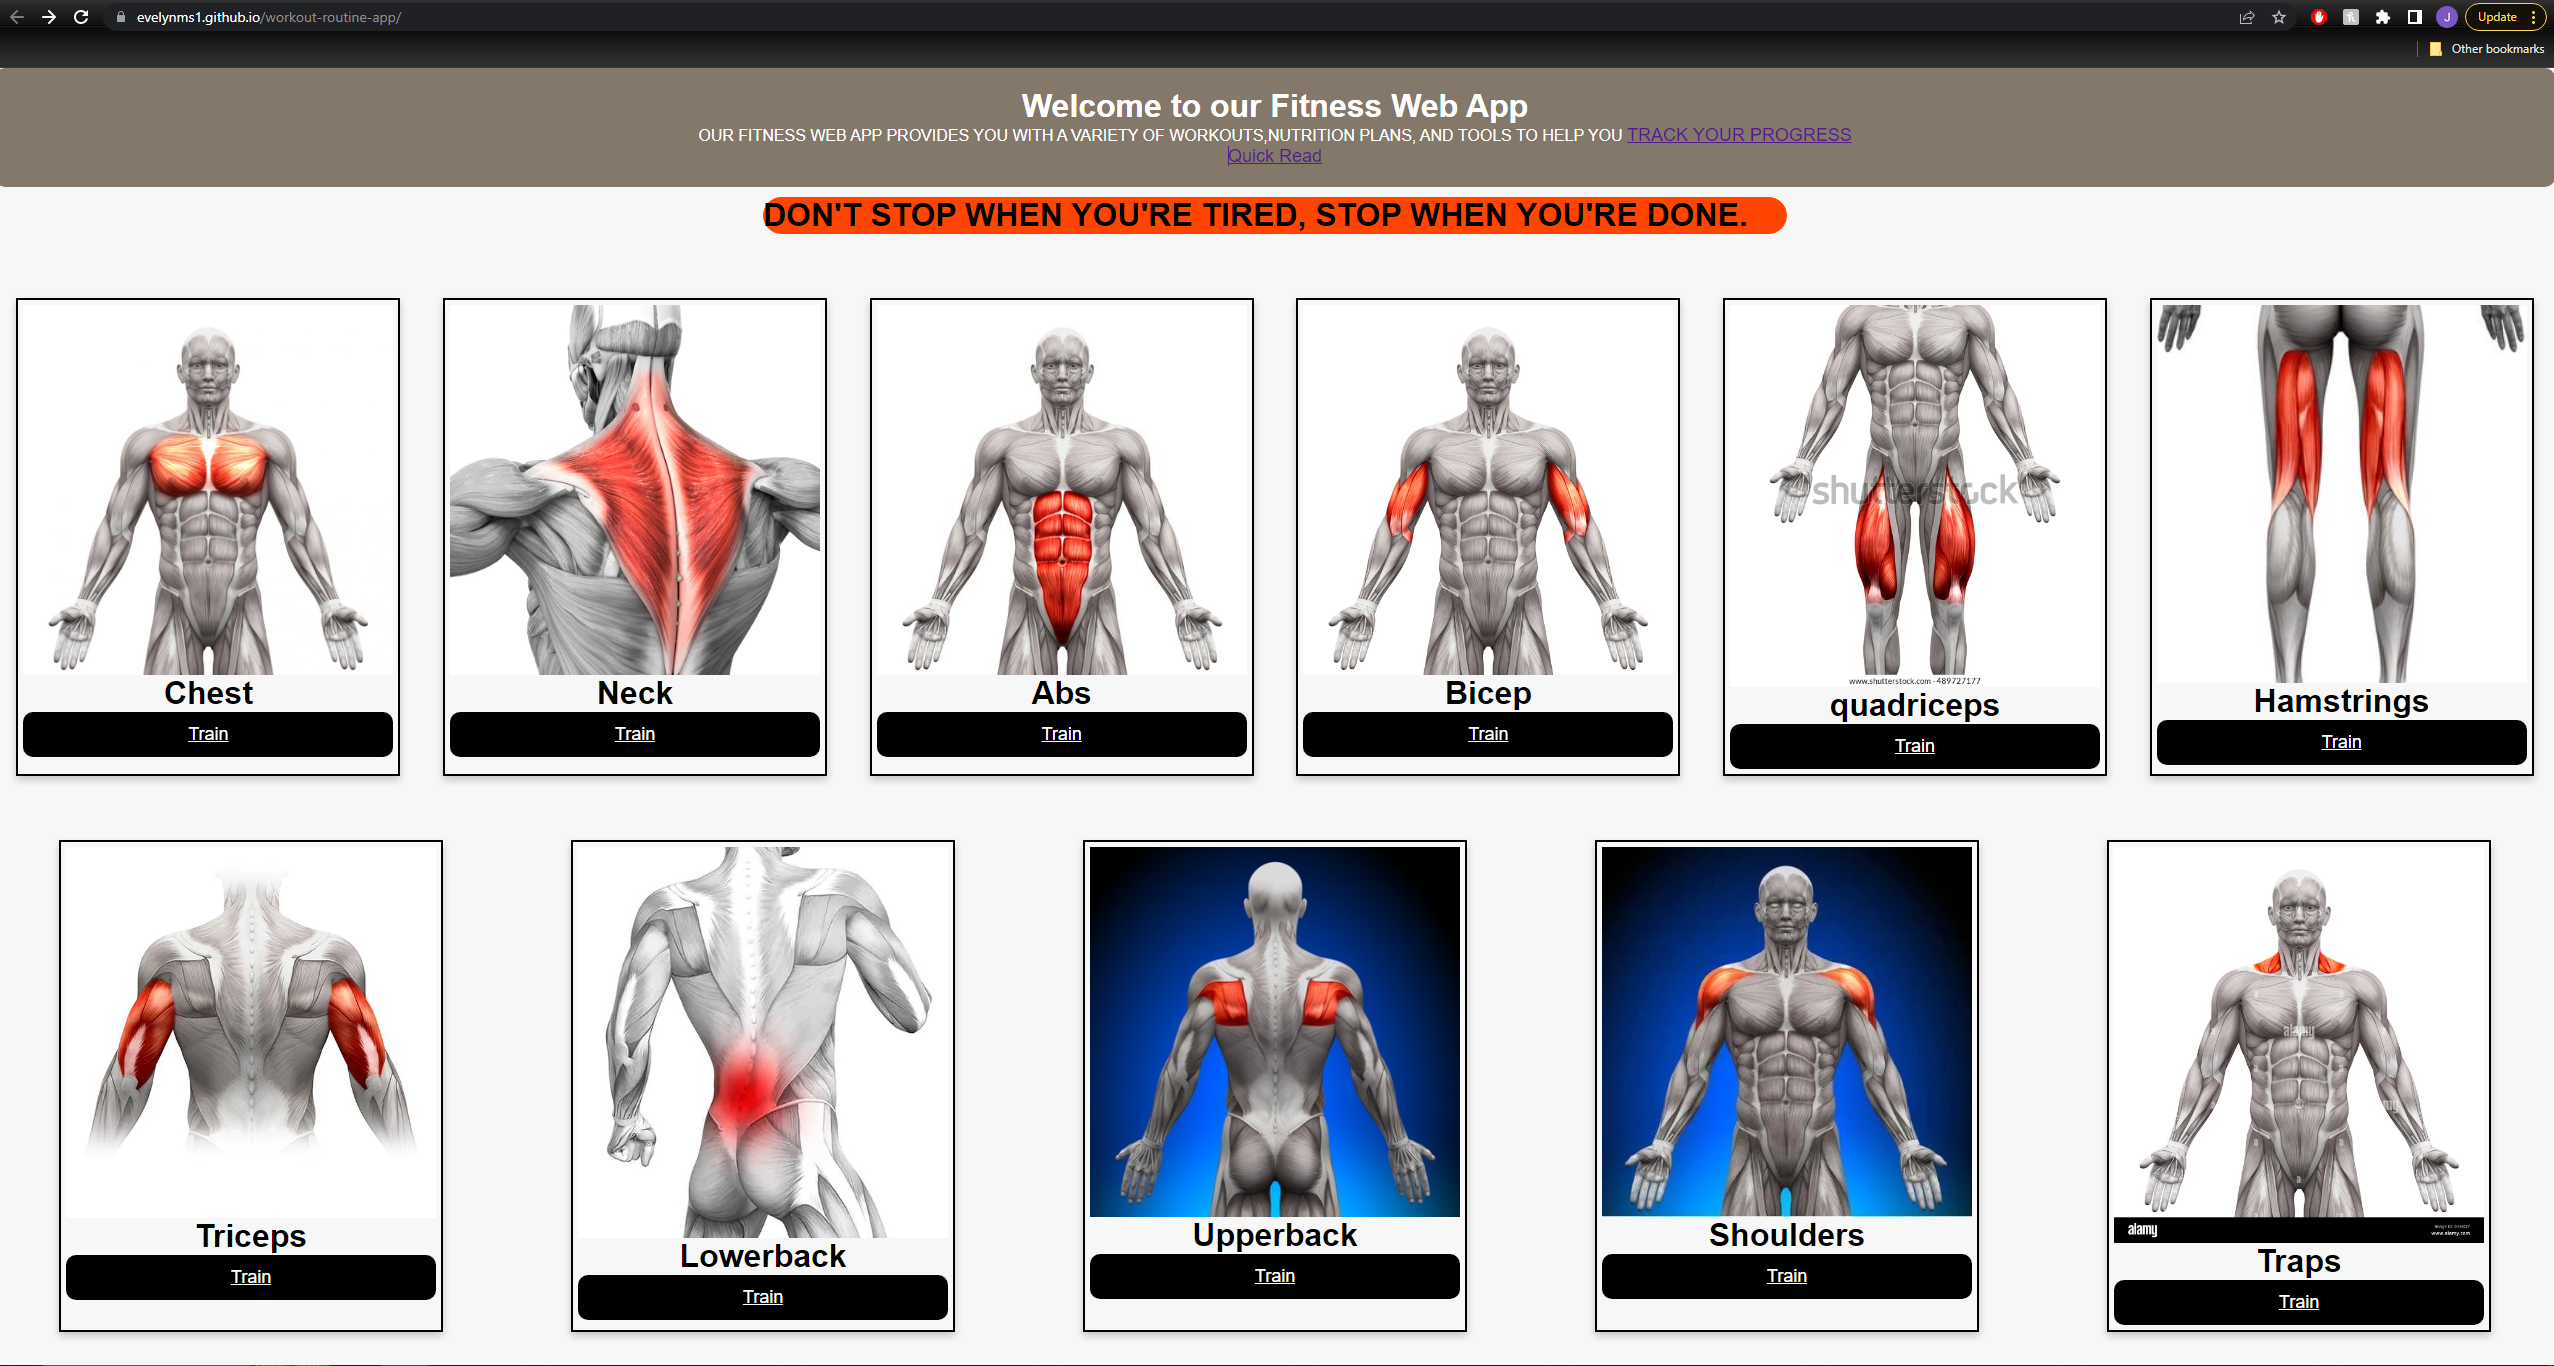 evelynms1.github.io/workout-routine-app/
Update
Other bookmarks
Welcome to our Fitness Web App
OUR FITNESS WEB APP PROVIDES YOU WITH A VARIETY OF WORKOUTS,NUTRITION PLANS, AND TOOLS TO HELP YOU TRACK YOUR PROGRESS
Quick Read
DON'T STOP WHEN YOU'RE TIRED, STOP WHEN YOU'RE DONE.
shutterstock
www.shutterstock.com · 489727177
Chest
Neck
Abs
Bicep
quadriceps
Hamstrings
Train
Train
Train
Train
Train
Train
alamy
alamy
www.alamy.com
Triceps
Lowerback
Upperback
Shoulders
Traps
Train
Train
Train
Train
Train